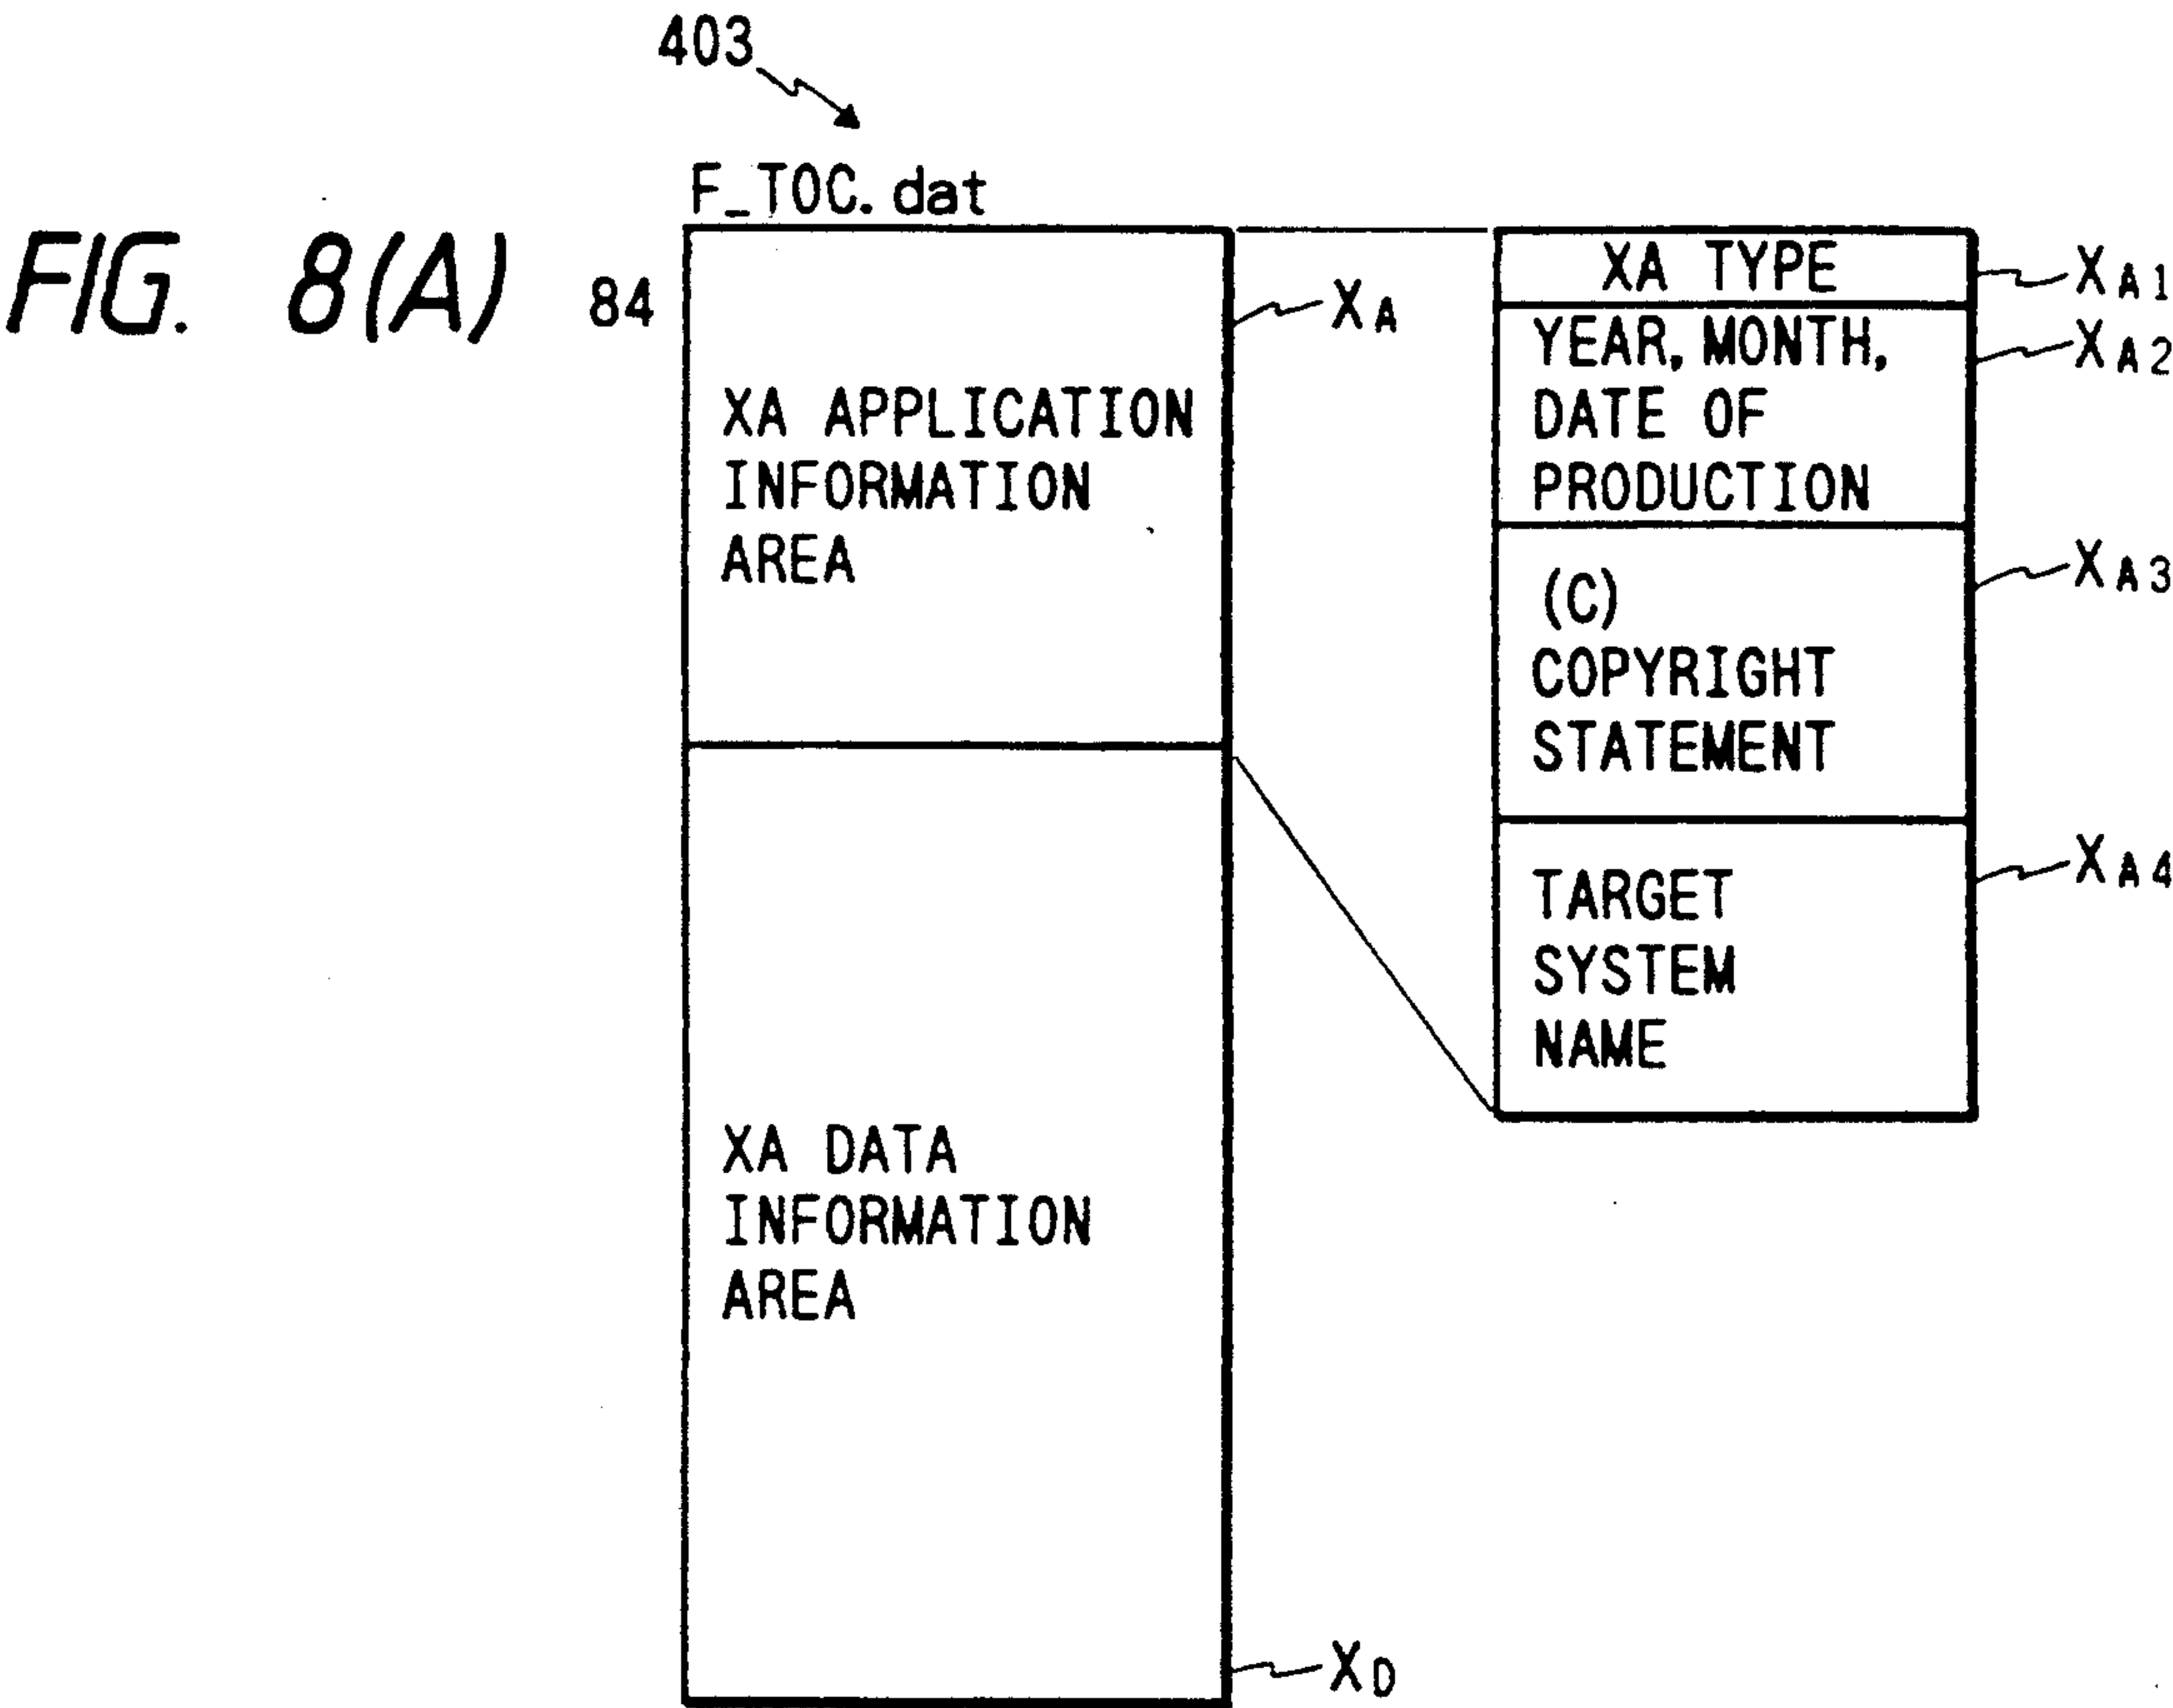 403
F_TOC.dat
FIG. 8(A)
84
XA APPLICATION
INFORMATION
AREA
XA
XA DATA
INFORMATION
AREA
XD
XA TYPE
XA1
YEAR, MONTH,
DATE OF
PRODUCTION
XA2
(C)
COPYRIGHT
STATEMENT
XA3
TARGET
SYSTEM
NAME
XA4